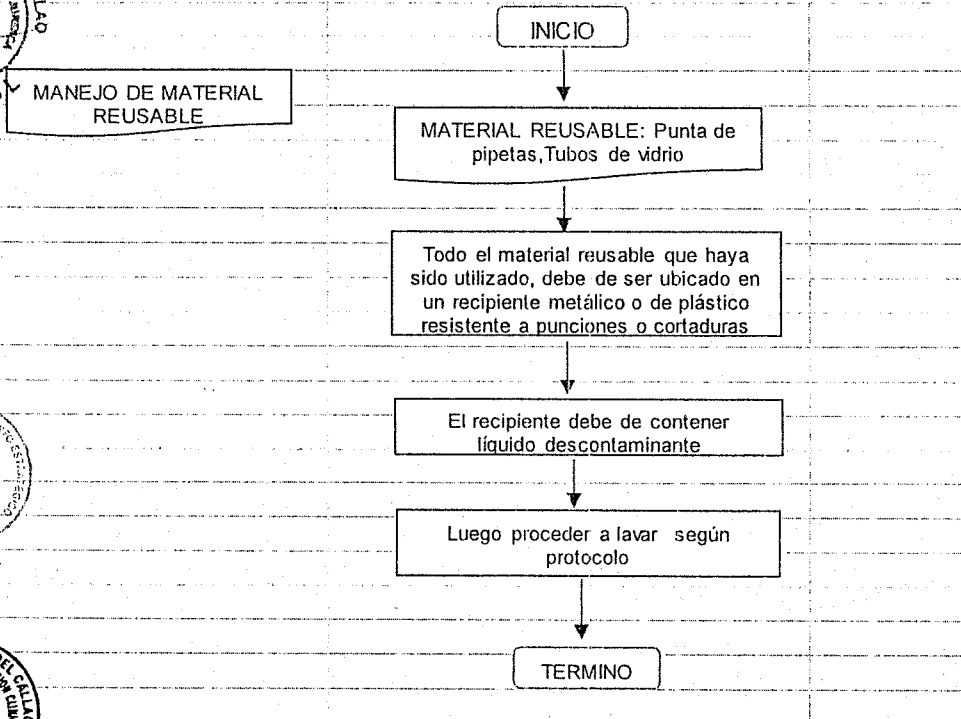 INICIO
MANEJO DE MATERIAL
REUSABLE
MATERIAL REUSABLE: Punta de
pipetas,Tubos de vidrio
Todo el material reusable que haya
sido utilizado, debe de ser ubicado en
un recipiente metálico o de plástico
resistente a punciones o cortaduras
El recipiente debe de contener
líquido descontaminante
Luego proceder a lavar según
protocolo
TERMINO
DEL CALLAO